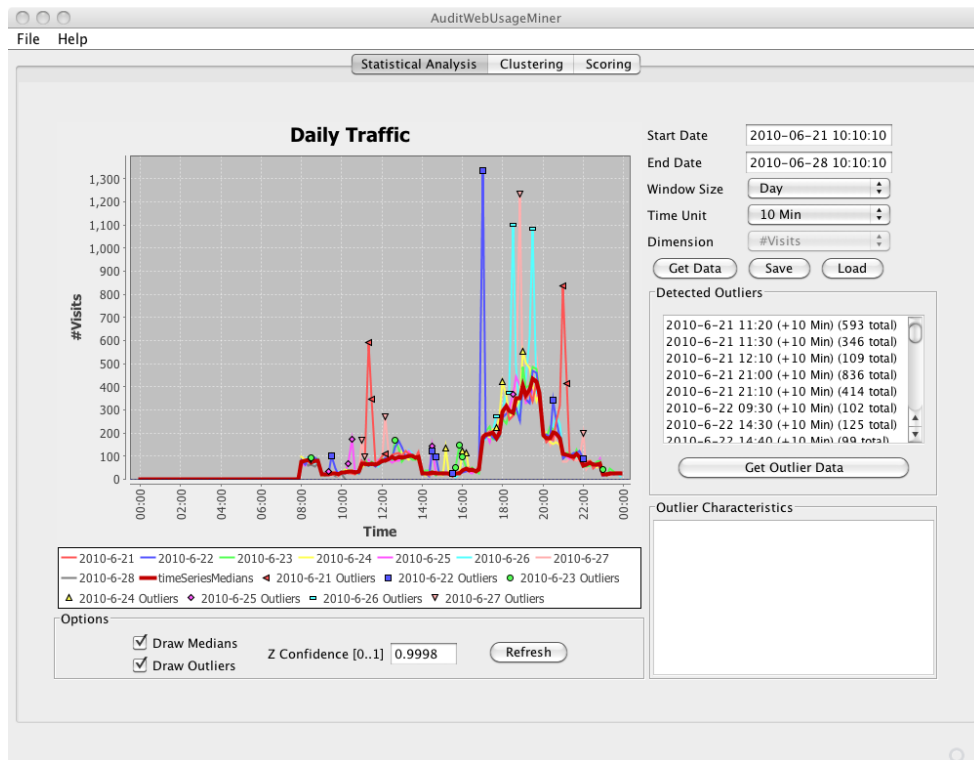 AuditWebUsageMiner
File Help
Statistical Analysis Clustering Scoring
Daily Traffic
#Visits
1,300
1,200
1,100
1,000
900
800
700
600
500
400
300
200
100
0
00:00 02:00 04:00 06:00 08:00 10:00 12:00 14:00 16:00 18:00 20:00 22:00 00:00
Time
2010-6-21 2010-6-22 2010-6-23 2010-6-24 2010-6-25 2010-6-26 2010-6-27
2010-6-28 timeSeriesMedians 2010-6-21 Outliers 2010-6-22 Outliers 2010-6-23 Outliers
2010-6-24 Outliers 2010-6-25 Outliers 2010-6-26 Outliers 2010-6-27 Outliers
Options
Draw Medians
Draw Outliers
Z Confidence [0..1] 0.9998 Refresh
Start Date 2010-06-21 10:10:10
End Date 2010-06-28 10:10:10
Window Size Day
Time Unit 10 Min
Dimension #Visits
Get Data Save Load
Detected Outliers
2010-6-21 11:20 (+10 Min) (593 total)
2010-6-21 11:30 (+10 Min) (346 total)
2010-6-21 12:10 (+10 Min) (109 total)
2010-6-21 21:00 (+10 Min) (836 total)
2010-6-21 21:10 (+10 Min) (414 total)
2010-6-22 09:30 (+10 Min) (102 total)
2010-6-22 14:30 (+10 Min) (125 total)
2010-6-22 14:40 (+10 Min) (99 total)
Get Outlier Data
Outlier Characteristics